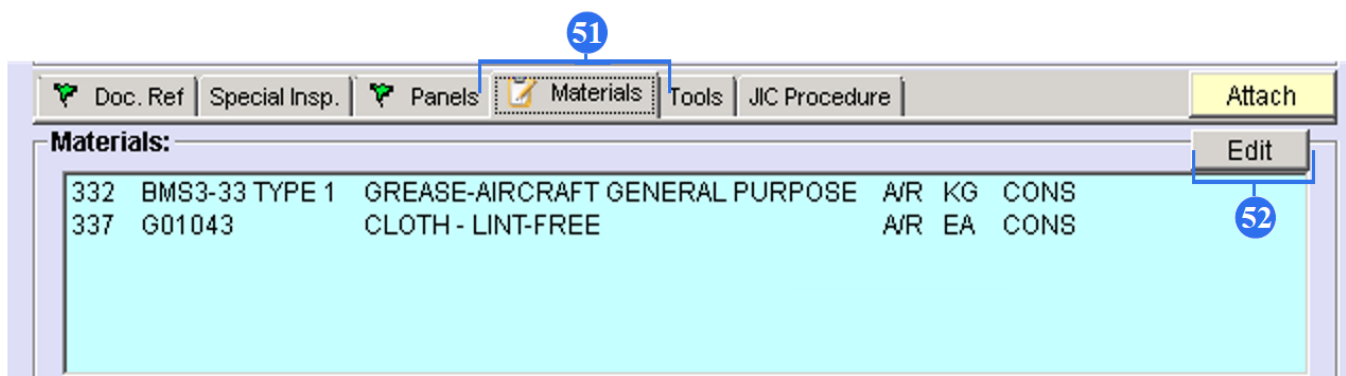 51
Doc. Ref Special Insp. Panels Materials Tools JIC Procedure Attach
Materials: Edit
332 BMS3-33 TYPE 1 GREASE-AIRCRAFT GENERAL PURPOSE A/R KG CONS
337 G01043 CLOTH - LINT-FREE A/R EA CONS
52